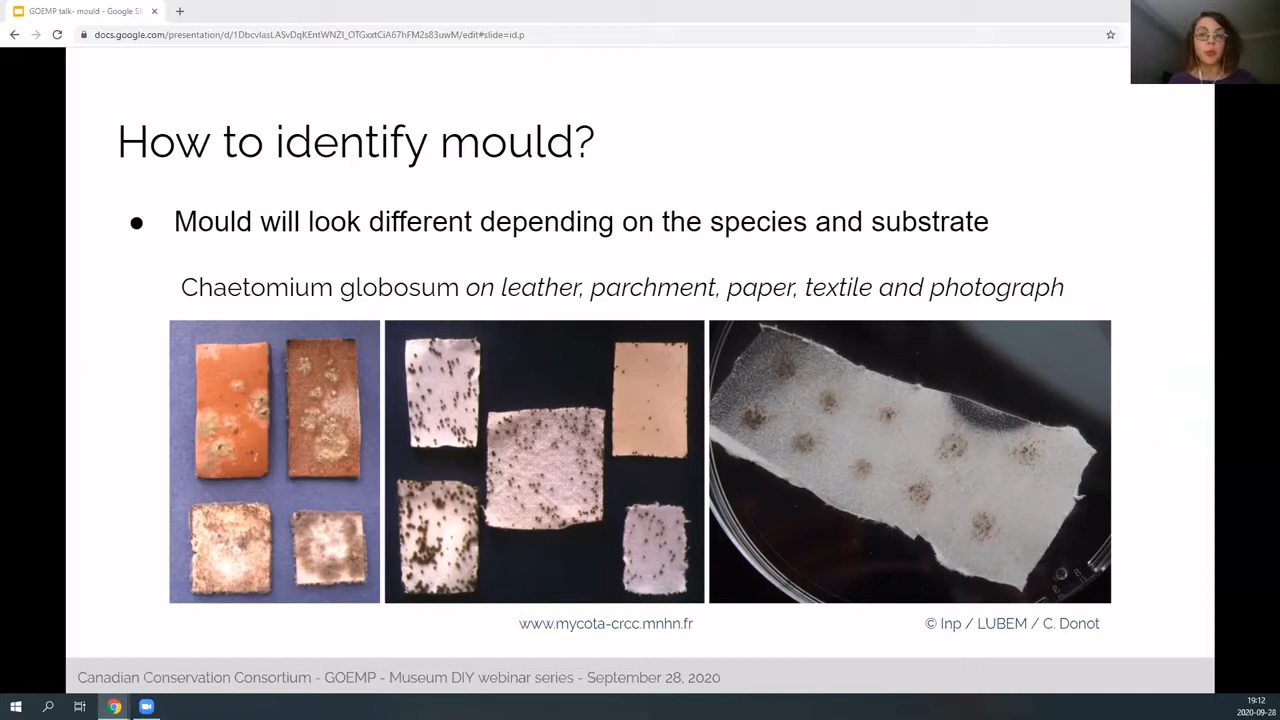 GOEMP talk- mould - Google Sli
docs.google.com/presentation/d/1DbcvIasLASvDqKEntWNZI_OTGxxtCiA67hFM2s83uwM/edit#slide=id.p
How to identify mould?
● Mould will look different depending on the species and substrate
Chaetomium globosum on leather, parchment, paper, textile and photograph
www.mycota-crcc.mnhn.fr
© Inp / LUBEM / C. Donot
Canadian Conservation Consortium - GOEMP - Museum DIY webinar series - September 28, 2020
19:12
2020-09-28